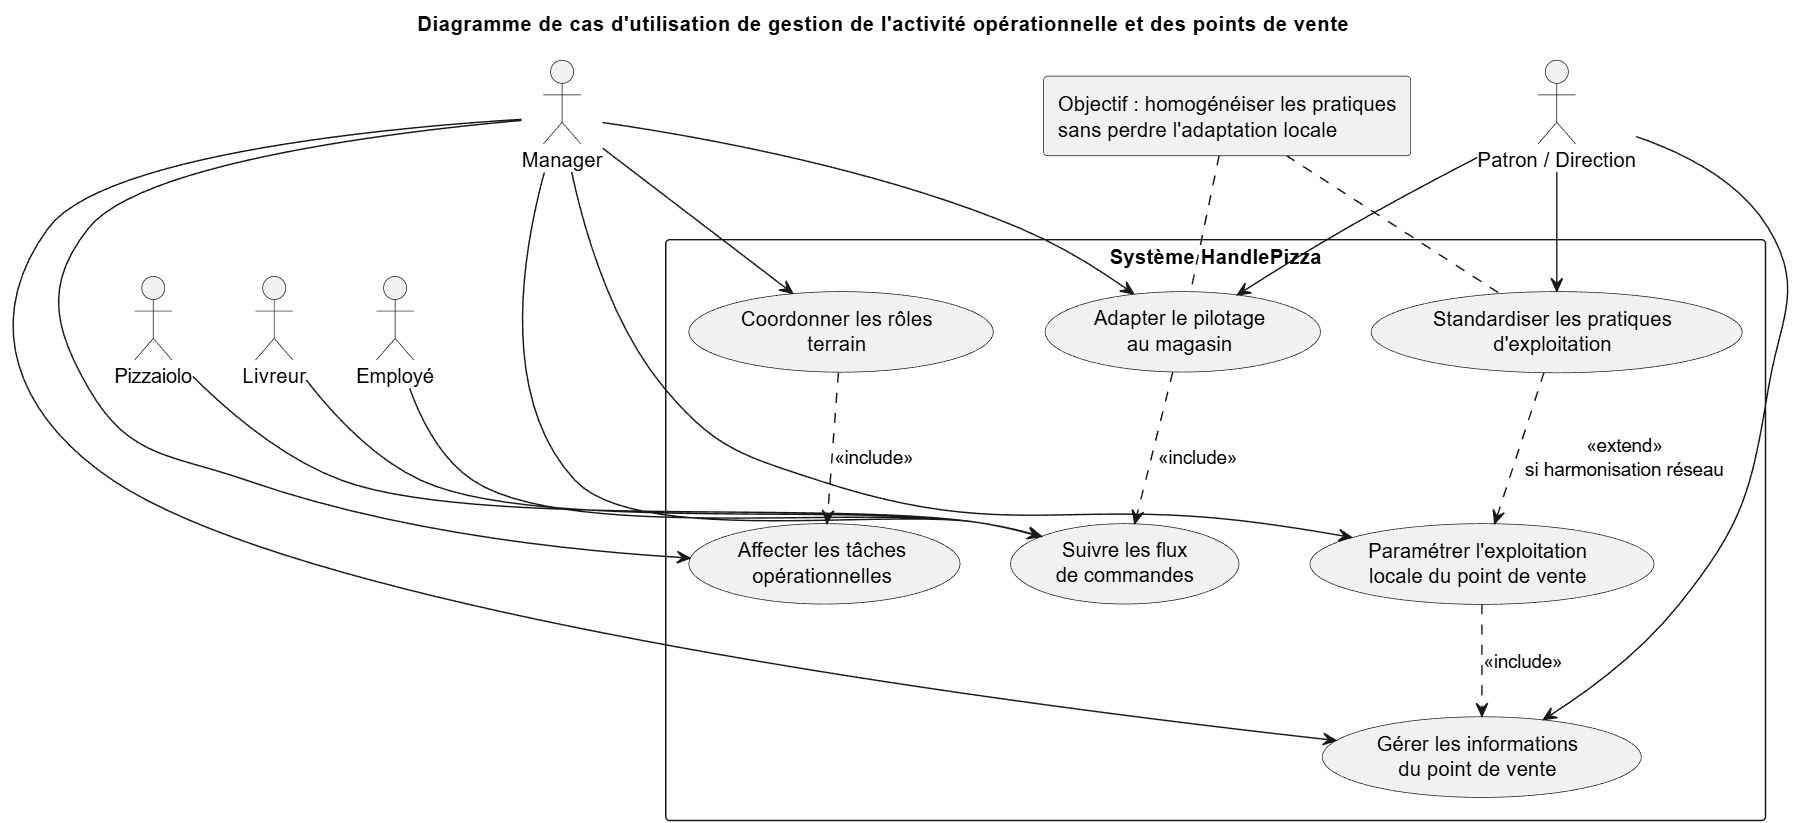 Diagramme de cas d'utilisation de gestion de l'activité opérationnelle et des points de vente
Objectif : homogénéiser les pratiques
sans perdre l'adaptation locale
Manager
Patron / Direction
Système HandlePizza
Pizzaiolo
Livreur
Employé
Coordonner les rôles
terrain
Adapter le pilotage
au magasin
Standardiser les pratiques
d'exploitation
«include»
«include»
«extend»
si harmonisation réseau
Affecter les tâches
opérationnelles
Suivre les flux
de commandes
Paramétrer l'exploitation
locale du point de vente
«include»
Gérer les informations
du point de vente